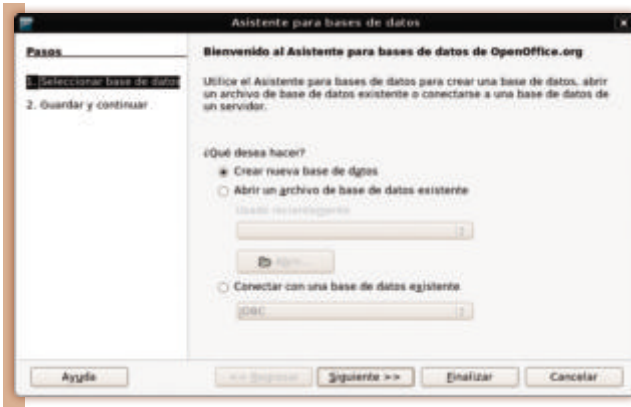 Asistente para bases de datos
Pasos
1. Seleccionar base de datos
2. Guardar y continuar
Bienvenido al Asistente para bases de datos de OpenOffice.org
Utilice el Asistente para bases de datos para crear una base de datos, abrir
un archivo de base de datos existente o conectarse a una base de datos de
un servidor.
¿Qué desea hacer?
Crear nueva base de datos
Abrir un archivo de base de datos existente
Usado recientemente
Abrir...
Conectar con una base de datos existente
JDBC
Ayuda
<< Regresar
Siguiente >>
Finalizar
Cancelar